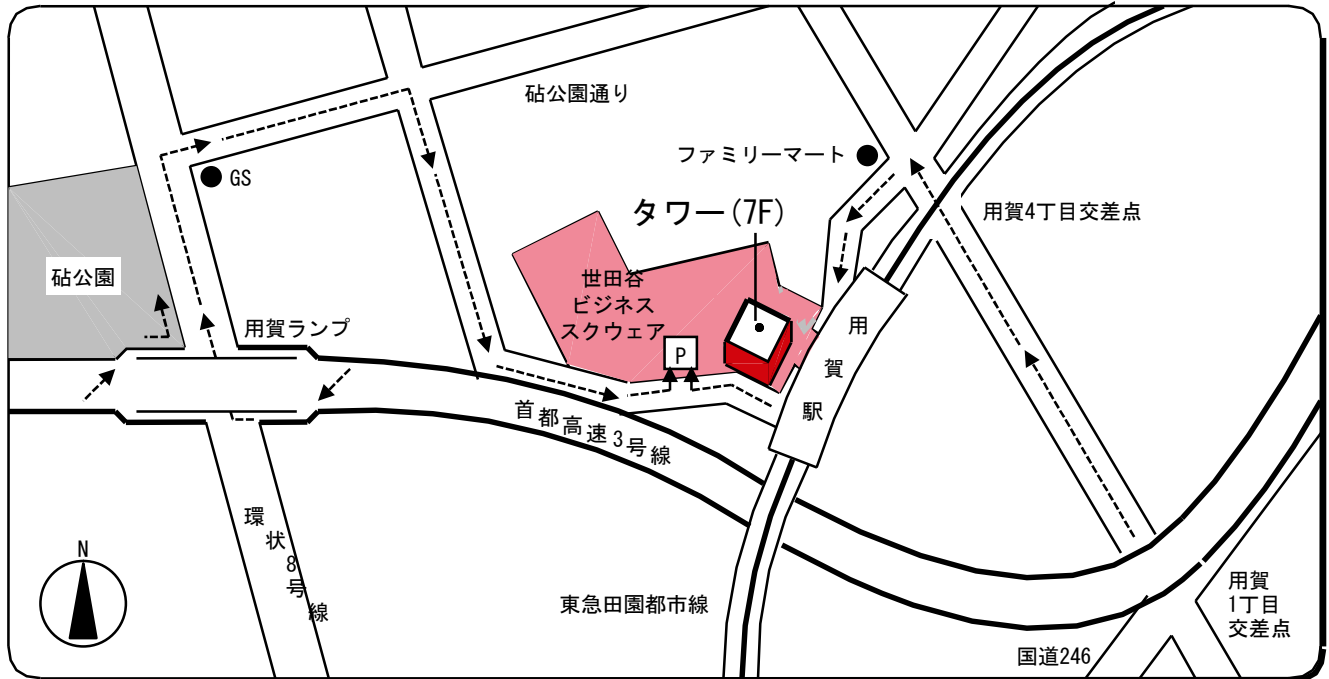 砧公園通り
ファミリーマート
GS
タワー(7F)
用賀4丁目交差点
砧公園
世田谷
ビジネス
スクウェア
用賀ランプ
P
用賀駅
首都高速3号線
環状8号線
N
東急田園都市線
用賀
1丁目
交差点
国道246